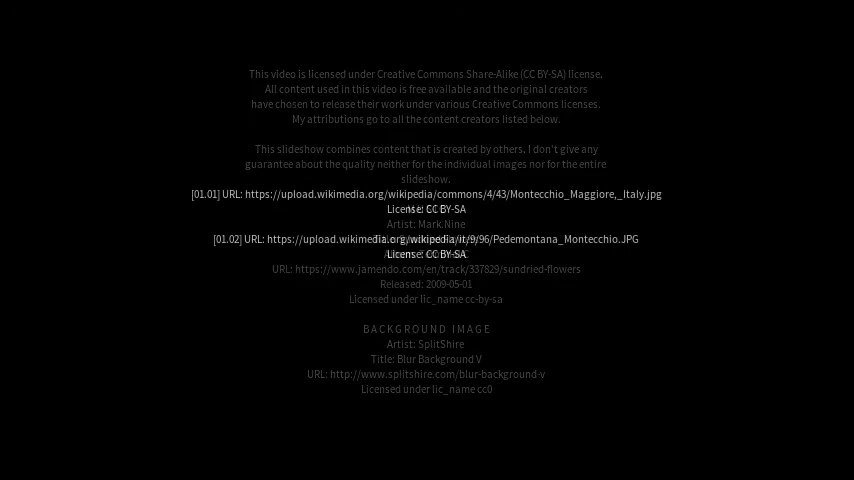 This video is licensed under Creative Commons Share-Alike (CC BY-SA) license.
All content used in this video is free available and the original creators
have chosen to release their work under various Creative Commons licenses.
My attributions go to all the content creators listed below.
This slideshow combines content that is created by others. I don't give any
guarantee about the quality neither for the individual images nor for the entire
slideshow.
[01.01] URL: https://upload.wikimedia.org/wikipedia/commons/4/43/Montecchio_Maggiore,_Italy.jpg
License: CC BY-SA
Artist: Mark.Nine
[01.02] URL: https://upload.wikimedia.org/wikipedia/it/9/96/Pedemontana_Montecchio.JPG
License: CC BY-SA
URL: https://www.jamendo.com/en/track/337829/sundried-flowers
Released: 2009-05-01
Licensed under lic_name cc-by-sa
BACKGROUND IMAGE
Artist: SplitShire
Title: Blur Background V
URL: http://www.splitshire.com/blur-background-v
Licensed under lic_name cc0